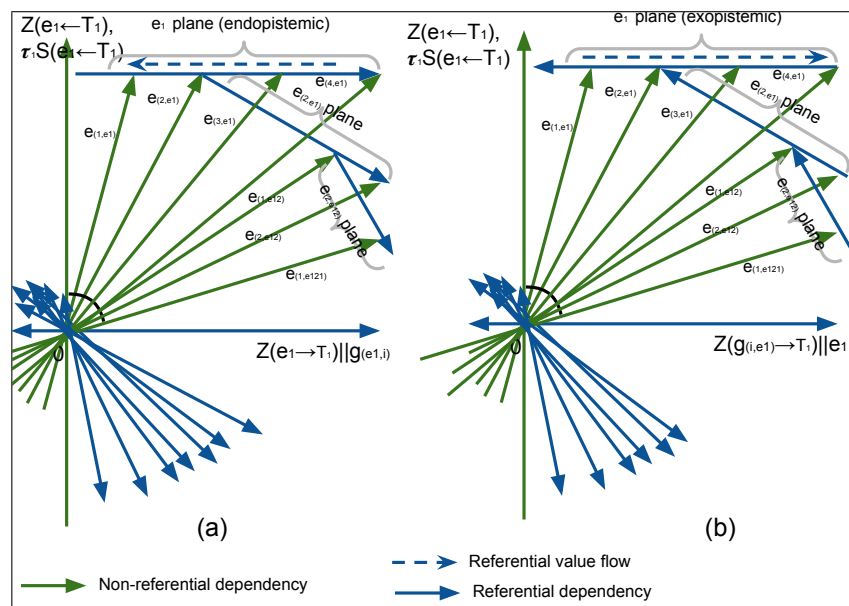 e₁ plane (endopistemic)
Z(e₁←T₁),
𝝉₁S(e₁←T₁)
e(4,e1)
e(2,e1)
e(1,e1)
e(3,e1)
e(2,e1) plane
e(1,e12)
e(2,e12)
e(2,e12) plane
e(1,e121)
0
Z(e₁→T₁)||g(e1,i)
(a)
e₁ plane (exopistemic)
Z(e₁←T₁),
𝝉₁S(e₁←T₁)
e(4,e1)
e(2,e1)
e(1,e1)
e(3,e1)
e(2,e1) plane
e(1,e12)
e(2,e12)
e(2,e12) plane
e(1,e121)
0
Z(g(i,e1)→T₁)||e₁
(b)
Non-referential dependency
Referential value flow
Referential dependency